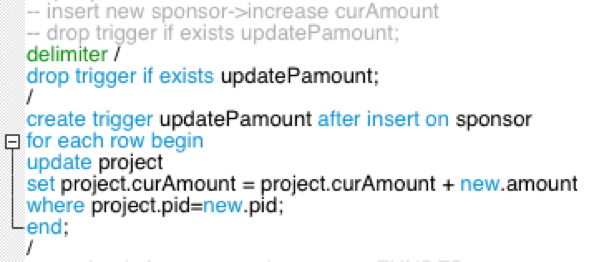 -- insert new sponsor->increase curAmount
-- drop trigger if exists updatePamount;
delimiter /
drop trigger if exists updatePamount;
/
create trigger updatePamount after insert on sponsor
for each row begin
update project
set project.curAmount = project.curAmount + new.amount
where project.pid=new.pid;
end;
/